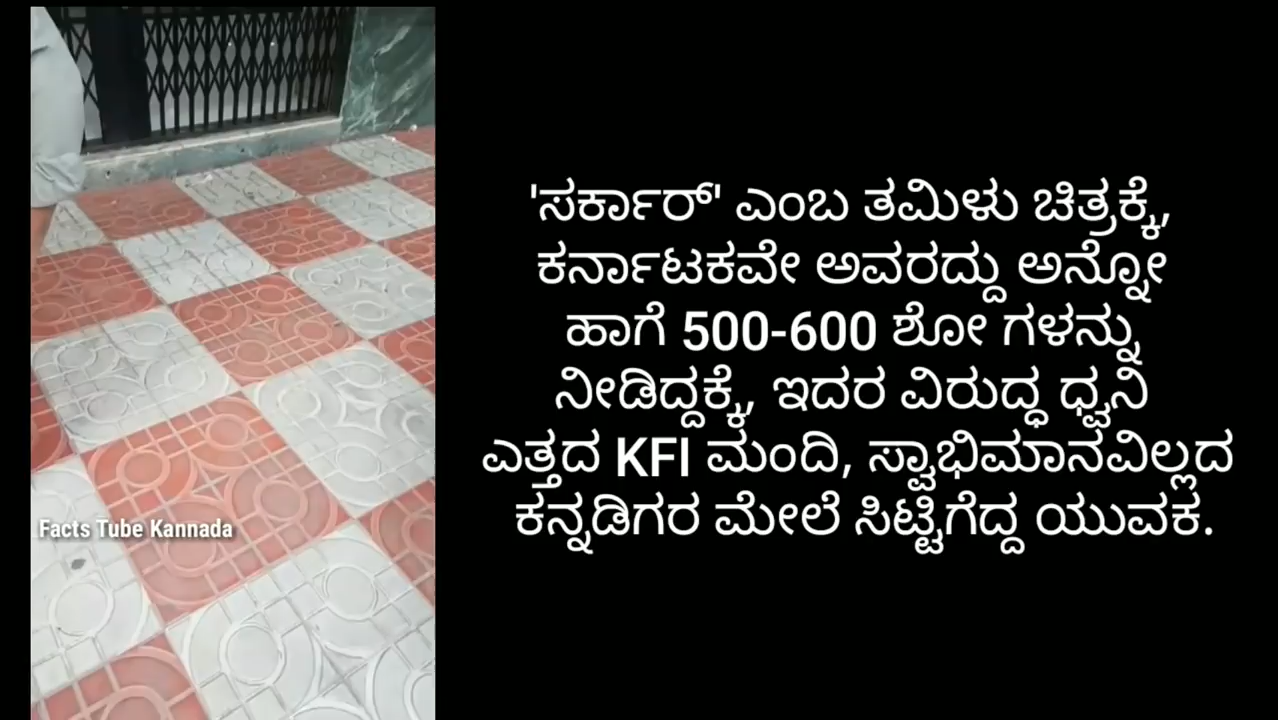 'ಸರ್ಕಾರ್' ಎಂಬ ತಮಿಳು ಚಿತ್ರಕ್ಕೆ,
ಕರ್ನಾಟಕವೇ ಅವರದ್ದು ಅನ್ನೋ
ಹಾಗೆ 500-600 ಶೋ ಗಳನ್ನು
ನೀಡಿದ್ದಕ್ಕೆ, ಇದರ ವಿರುದ್ಧ ಧ್ವನಿ
ಎತ್ತದ KFI ಮಂದಿ, ಸ್ವಾಭಿಮಾನವಿಲ್ಲದ
ಕನ್ನಡಿಗರ ಮೇಲೆ ಸಿಟ್ಟಿಗೆದ್ದ ಯುವಕ.
Facts Tube Kannada